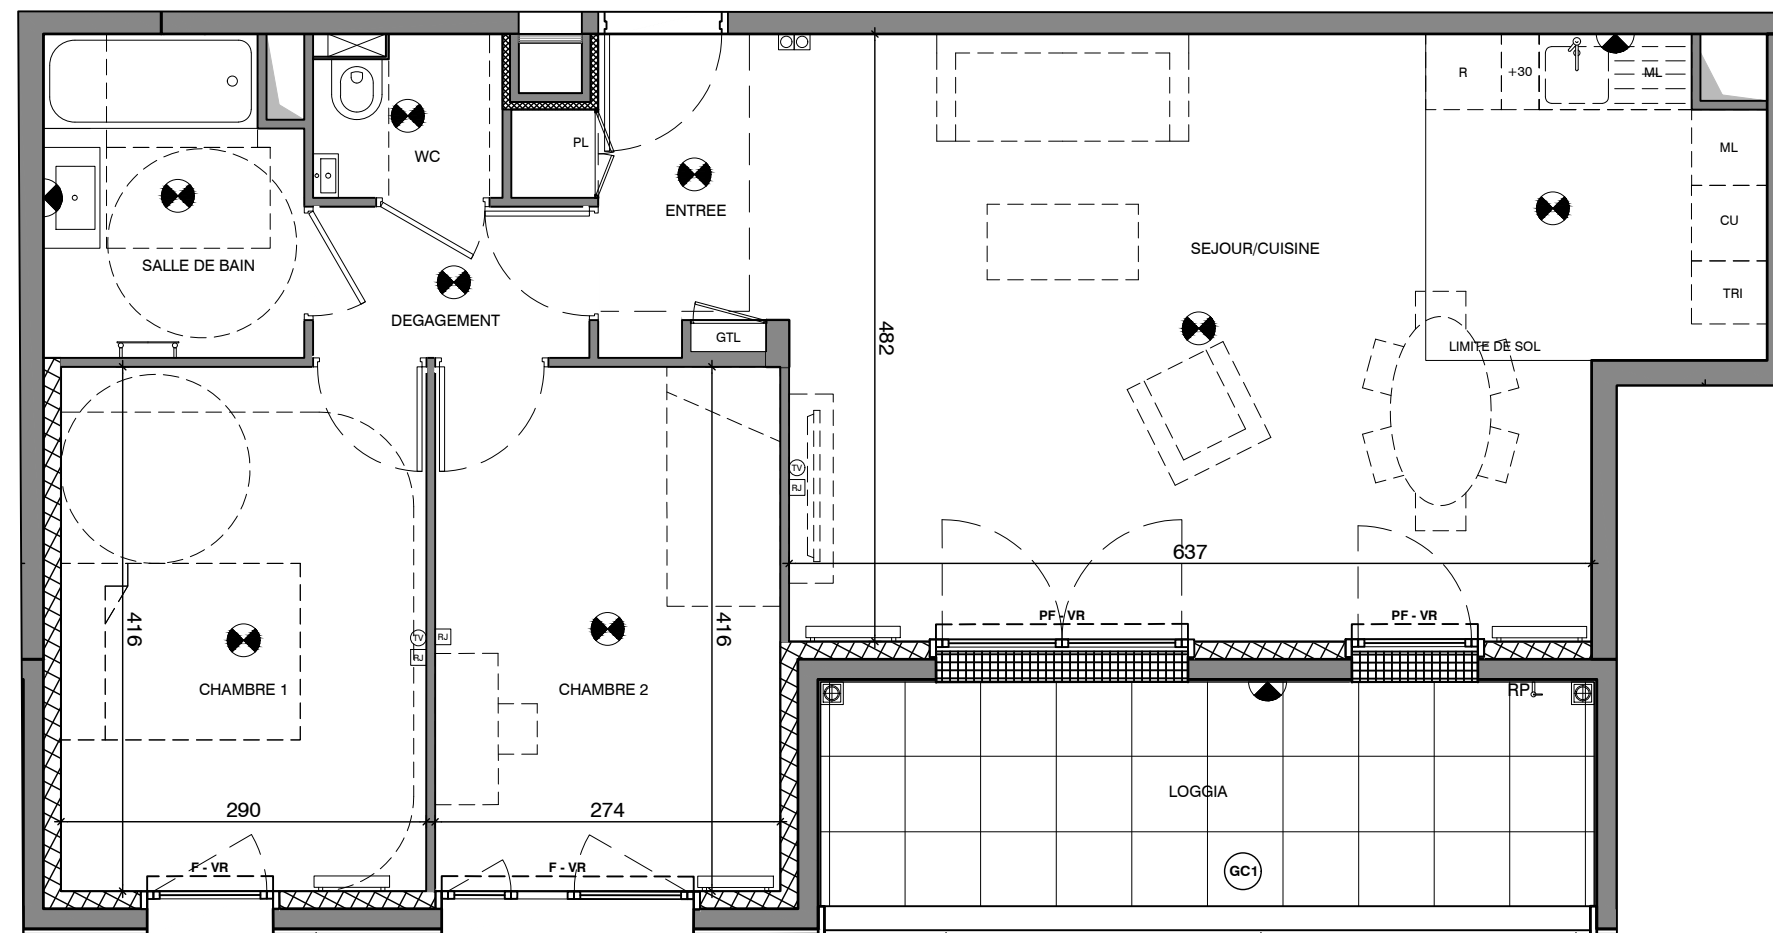 R
+30
ML
PL
WC
ENTREE
ML
CU
TRI
SALLE DE BAIN
SEJOUR/CUISINE
DEGAGEMENT
GTL
482
LIMITE DE SOL
TV
RJ
637
416
416
PF - VR
PF - VR
TV
RJ
RJ
CHAMBRE 1
CHAMBRE 2
RP
LOGGIA
290
274
F - VR
F - VR
GC1